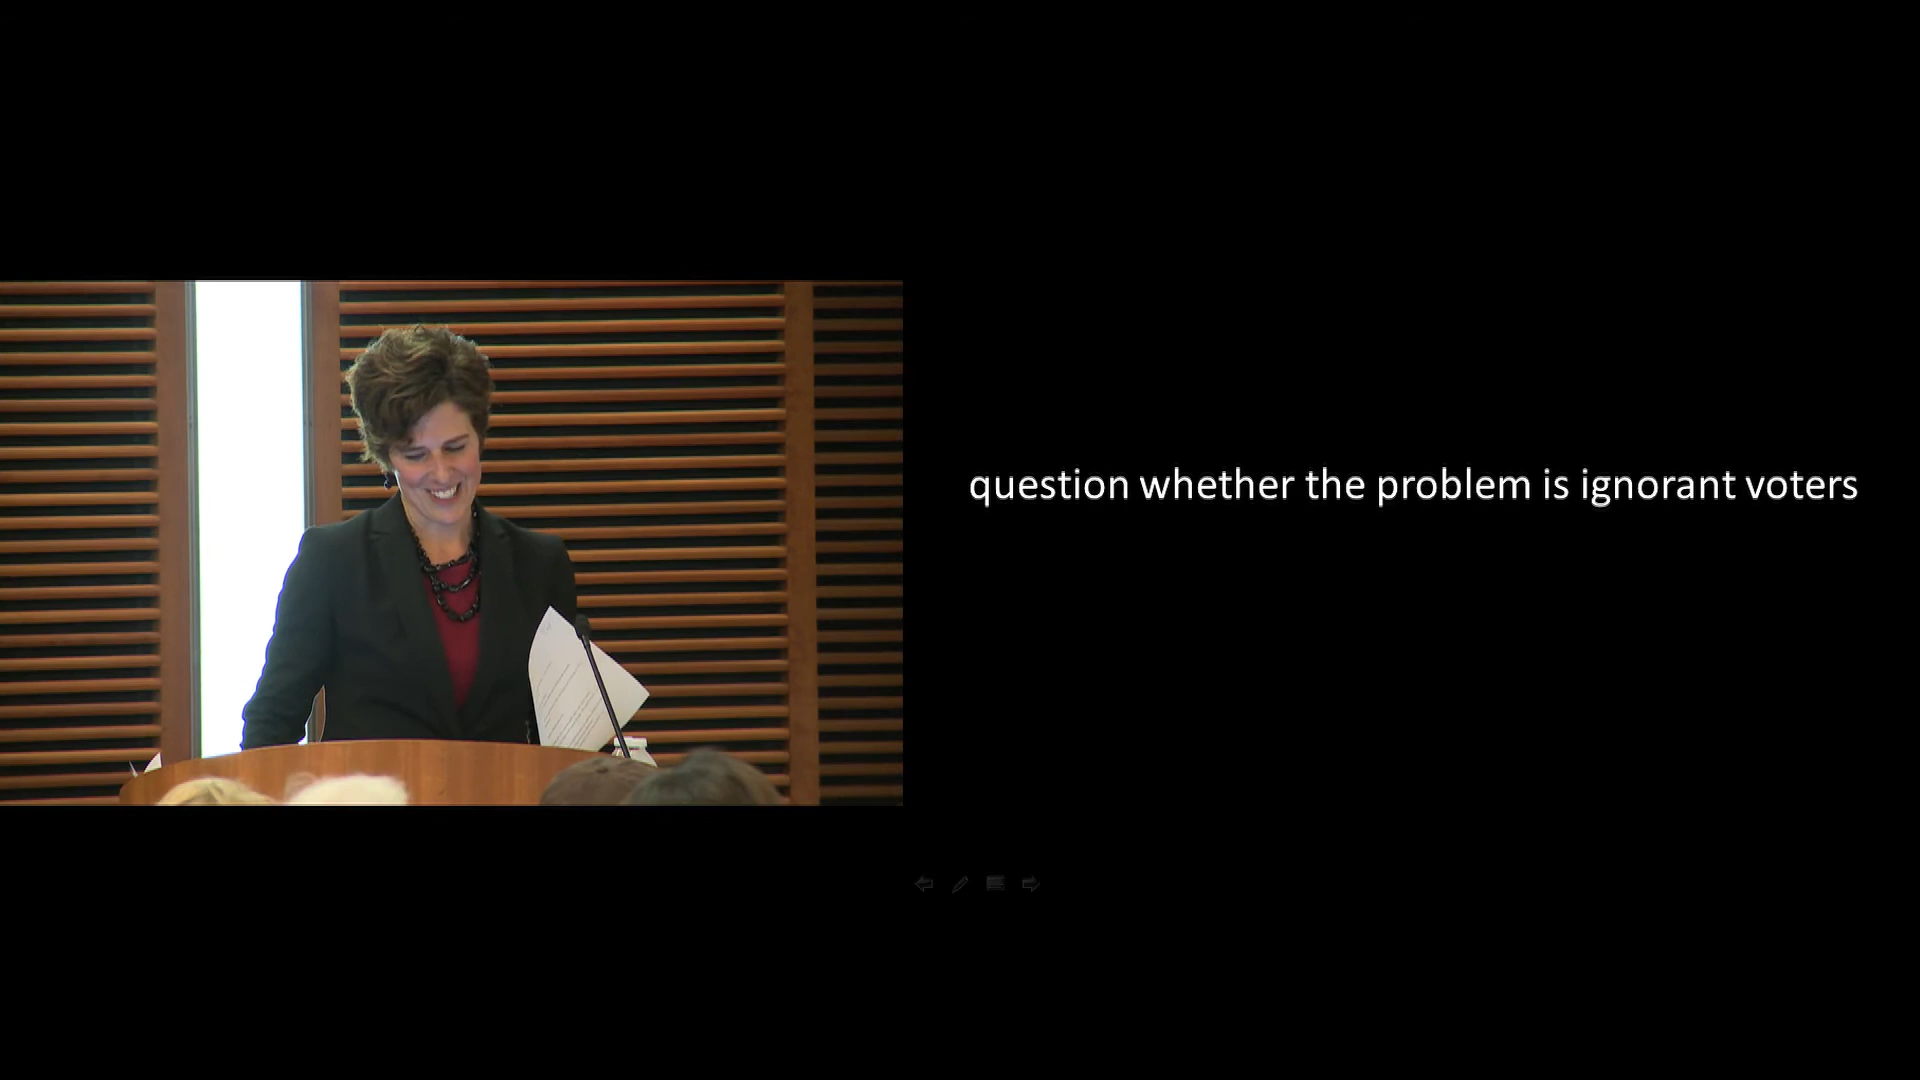 question whether the problem is ignorant voters